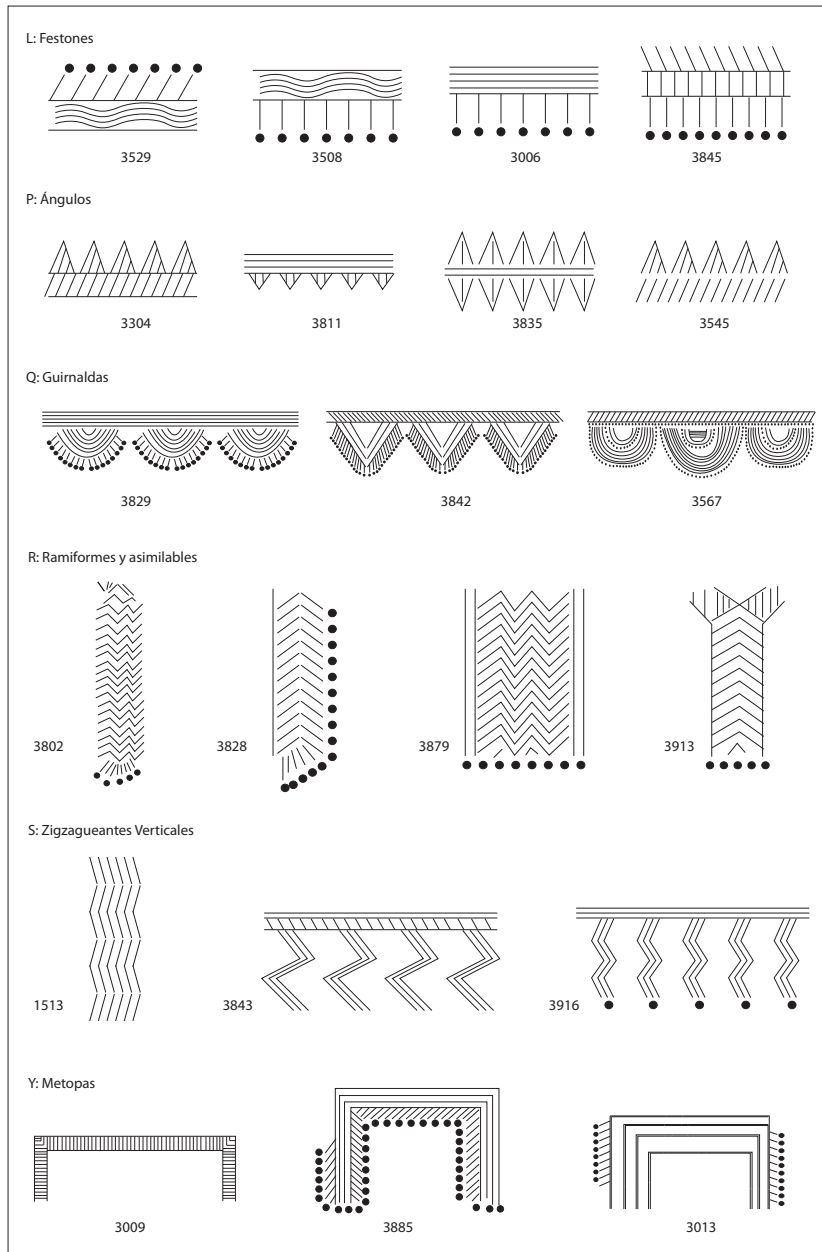 L: Festones
3529 3508 3006 3845
P: Ángulos
3304 3811 3835 3545
Q: Guirnaldas
3829 3842 3567
R: Ramiformes y asimilables
3802 3828 3879 3913
S: Zigzagueantes Verticales
1513 3843 3916
Y: Metopas
3009 3885 3013